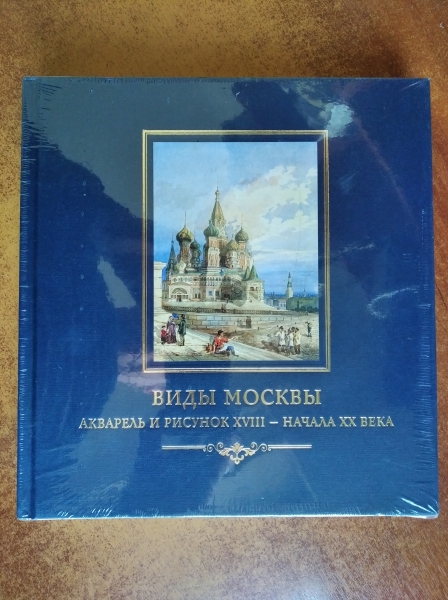 ВИДЫ МОСКВЫ
АКВАРЕЛЬ И РИСУНОК XVIII – НАЧАЛА XX ВЕКА